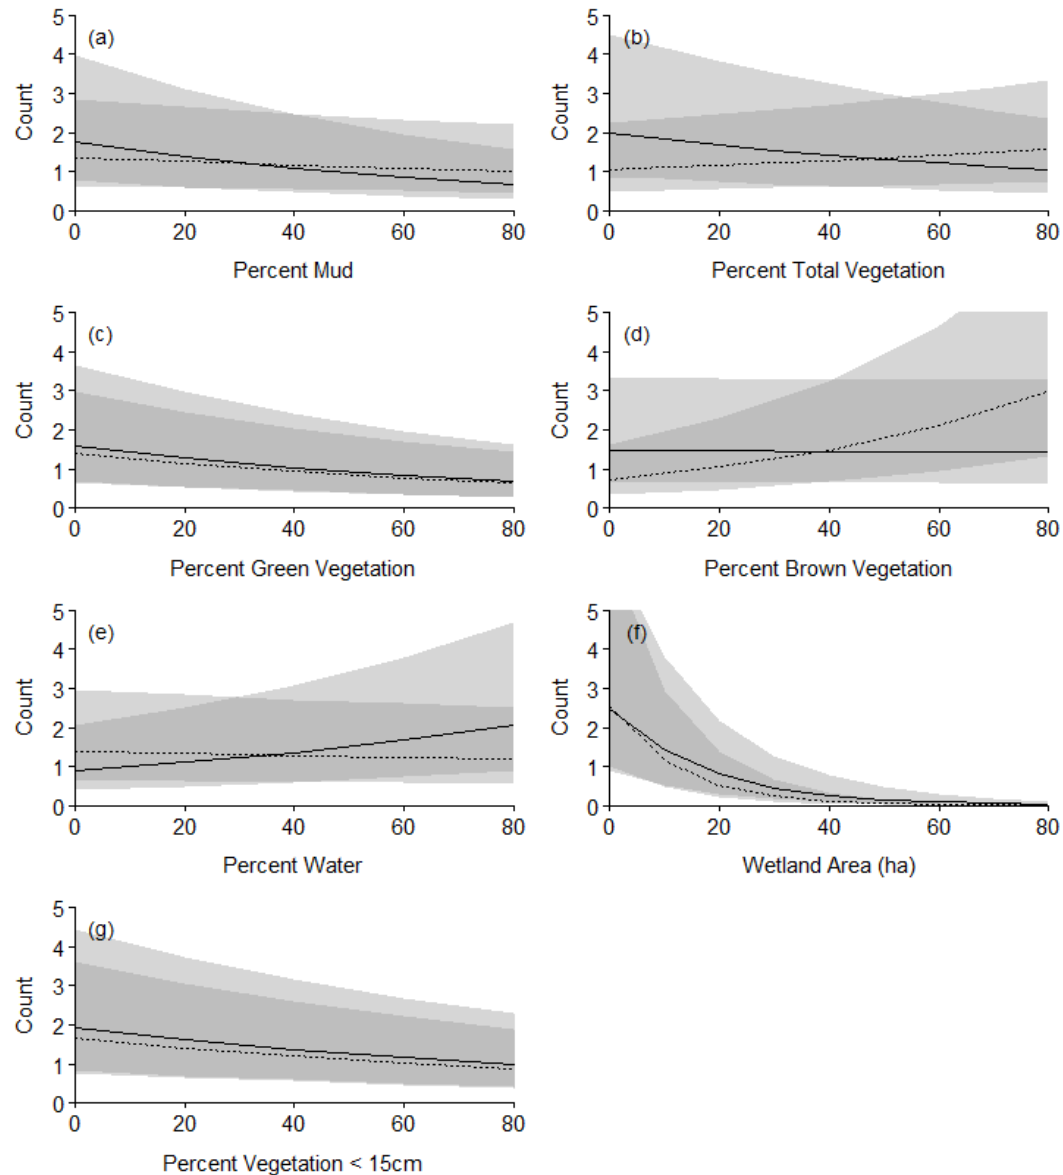 (a)
Count
5
4
3
2
1
0
0 20 40 60 80
Percent Mud
(b)
Count
5
4
3
2
1
0
0 20 40 60 80
Percent Total Vegetation
(c)
Count
5
4
3
2
1
0
0 20 40 60 80
Percent Green Vegetation
(d)
Count
5
4
3
2
1
0
0 20 40 60 80
Percent Brown Vegetation
(e)
Count
5
4
3
2
1
0
0 20 40 60 80
Percent Water
(f)
Count
5
4
3
2
1
0
0 20 40 60 80
Wetland Area (ha)
(g)
Count
5
4
3
2
1
0
0 20 40 60 80
Percent Vegetation < 15cm